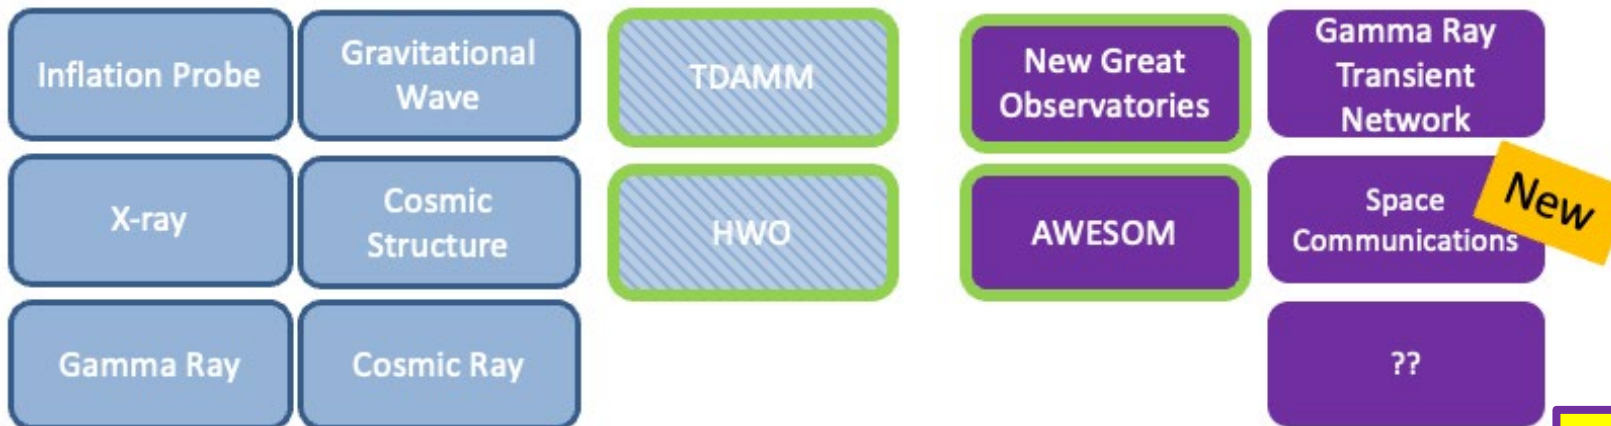 Inflation Probe
Gravitational
Wave
TDAMM
New Great
Observatories
Gamma Ray
Transient
Network
X-ray
Cosmic
Structure
HWO
AWESOM
Space
Communications
New
Gamma Ray
Cosmic Ray
??